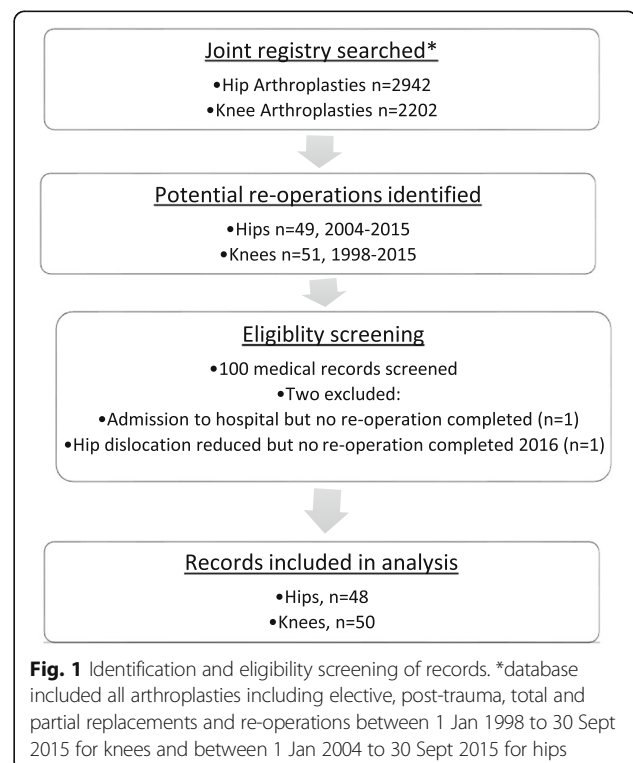 Joint registry searched*
•Hip Arthroplasties n=2942
•Knee Arthroplasties n=2202
Potential re-operations identified
•Hips n=49, 2004-2015
•Knees n=51, 1998-2015
Eligiblity screening
•100 medical records screened
•Two excluded:
•Admission to hospital but no re-operation completed (n=1)
•Hip dislocation reduced but no re-operation completed 2016 (n=1)
Records included in analysis
•Hips, n=48
•Knees, n=50
Fig. 1 Identification and eligibility screening of records. *database
included all arthroplasties including elective, post-trauma, total and
partial replacements and re-operations between 1 Jan 1998 to 30 Sept
2015 for knees and between 1 Jan 2004 to 30 Sept 2015 for hips